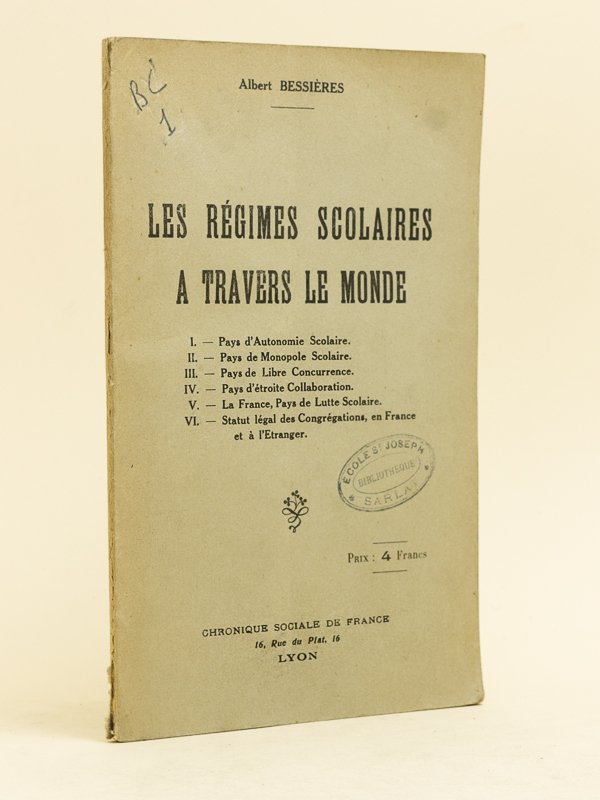 BC
1
Albert BESSIÈRES
LES RÉGIMES SCOLAIRES
A TRAVERS LE MONDE
I. — Pays d'Autonomie Scolaire.
II. — Pays de Monopole Scolaire.
III. — Pays de Libre Concurrence.
IV. — Pays d'étroite Collaboration.
V. — La France, Pays de Lutte Scolaire.
VI. — Statut légal des Congrégations, en France
et à l'Etranger.
ÉCOLE St JOSEPH
BIBLIOTHÈQUE
* SARLAT *
PRIX : 4 Francs
CHRONIQUE SOCIALE DE FRANCE
16, Rue du Plat, 16
LYON